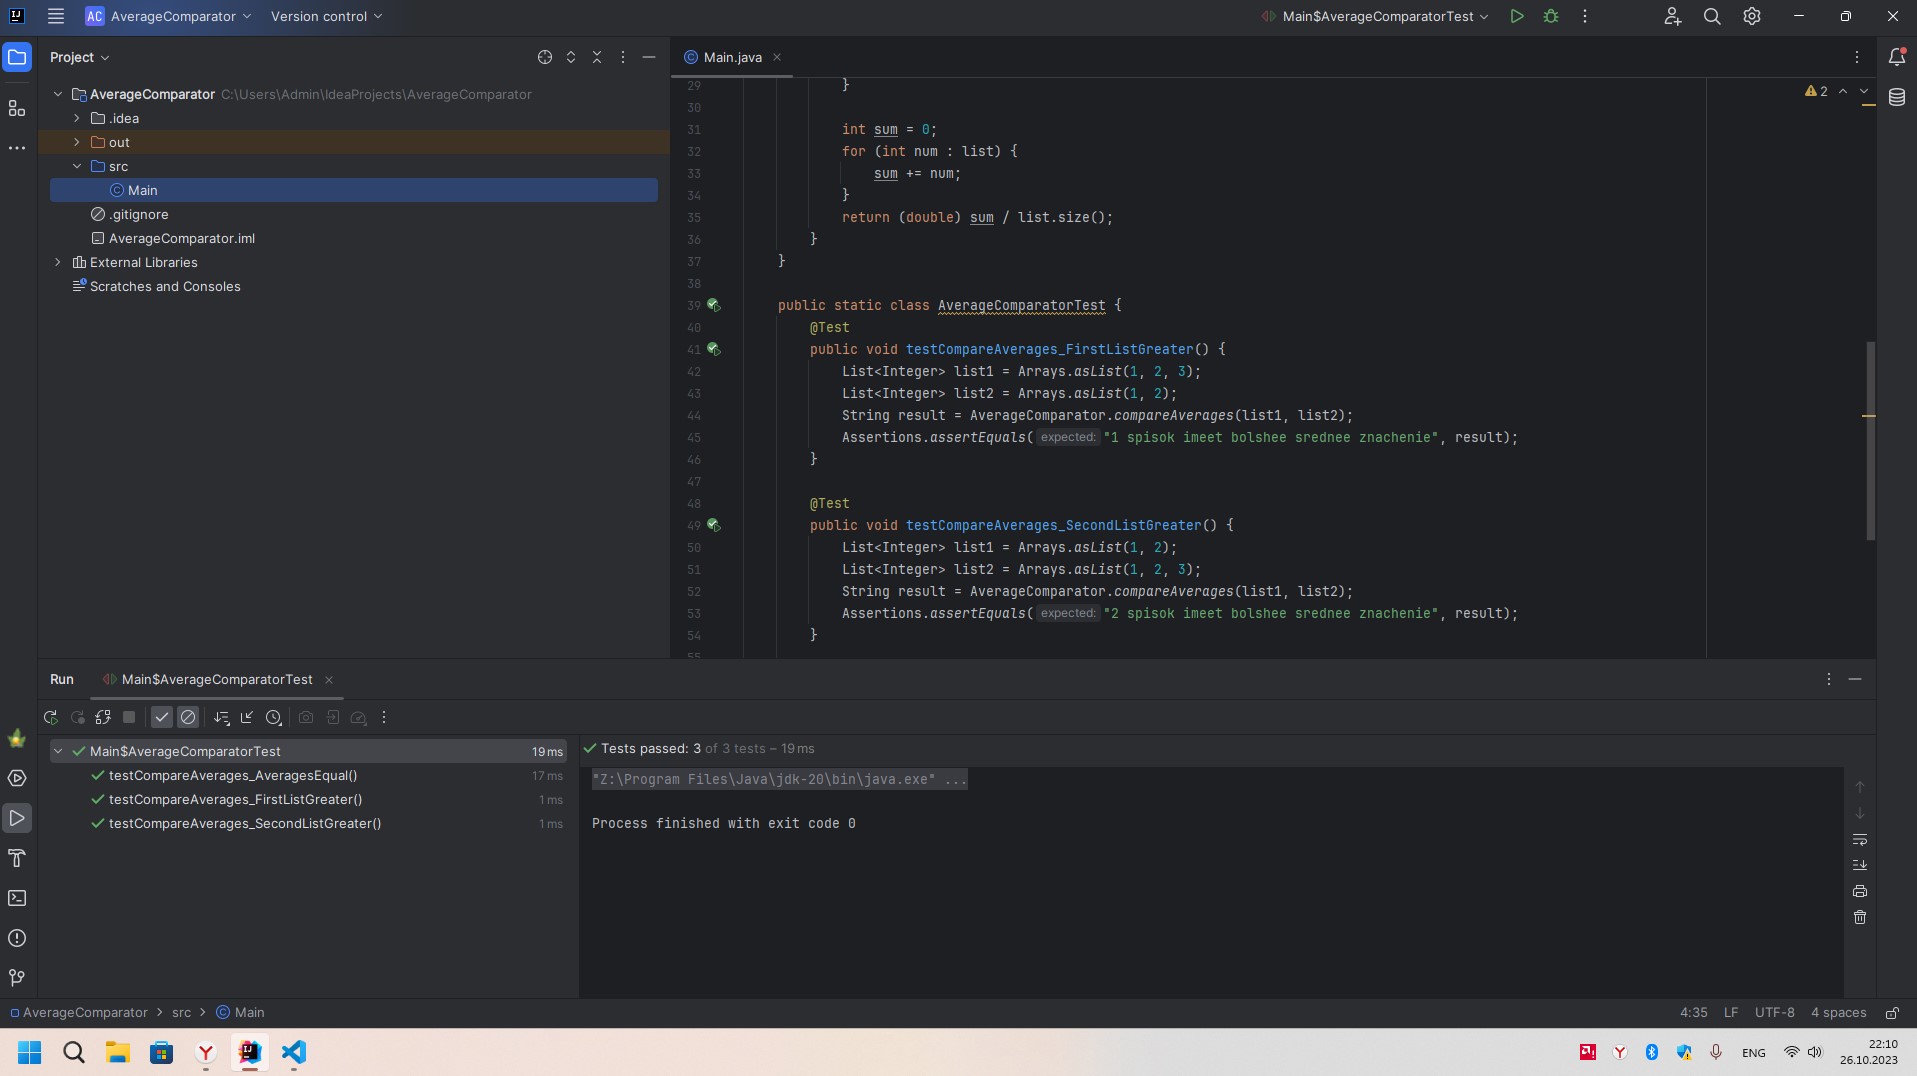 AC AverageComparator Version control Main$AverageComparatorTest
Project
Main.java
AverageComparator C:\Users\Admin\IdeaProjects\AverageComparator
.idea
out
src
Main
.gitignore
AverageComparator.iml
External Libraries
Scratches and Consoles
2
29 }
30
31 int sum = 0;
32 for (int num : list) {
33 sum += num;
34 }
35 return (double) sum / list.size();
36 }
37 }
38
39 public static class AverageComparatorTest {
40 @Test
41 public void testCompareAverages_FirstListGreater() {
42 List<Integer> list1 = Arrays.asList(1, 2, 3);
43 List<Integer> list2 = Arrays.asList(1, 2);
44 String result = AverageComparator.compareAverages(list1, list2);
45 Assertions.assertEquals( expected: "1 spisok imeet bolshee srednee znachenie", result);
46 }
47
48 @Test
49 public void testCompareAverages_SecondListGreater() {
50 List<Integer> list1 = Arrays.asList(1, 2);
51 List<Integer> list2 = Arrays.asList(1, 2, 3);
52 String result = AverageComparator.compareAverages(list1, list2);
53 Assertions.assertEquals( expected: "2 spisok imeet bolshee srednee znachenie", result);
54 }
55
Run Main$AverageComparatorTest
Main$AverageComparatorTest 19 ms
testCompareAverages_AveragesEqual() 17 ms
testCompareAverages_FirstListGreater() 1 ms
testCompareAverages_SecondListGreater() 1 ms
Tests passed: 3 of 3 tests – 19 ms
"Z:\Program Files\Java\jdk-20\bin\java.exe" ...
Process finished with exit code 0
AverageComparator > src > Main
4:35 LF UTF-8 4 spaces
ENG
22:10
26.10.2023